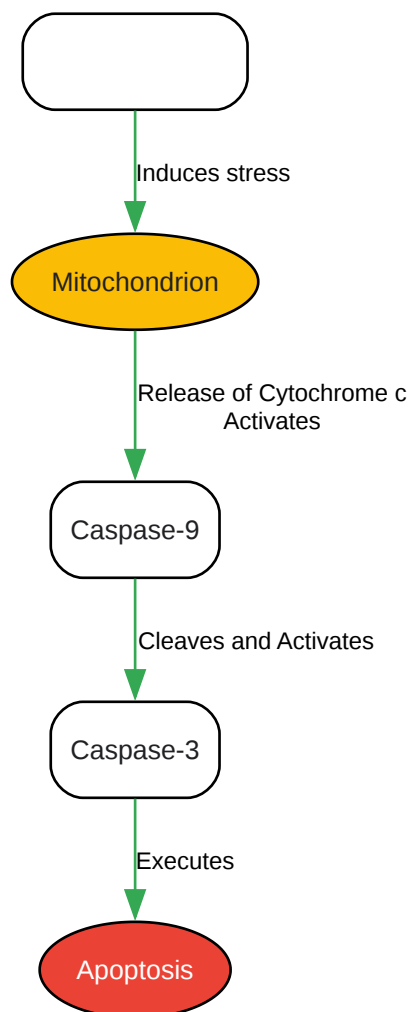 Induces stress
Mitochondrion
Release of Cytochrome c
Activates
Caspase-9
Cleaves and Activates
Caspase-3
Executes
Apoptosis